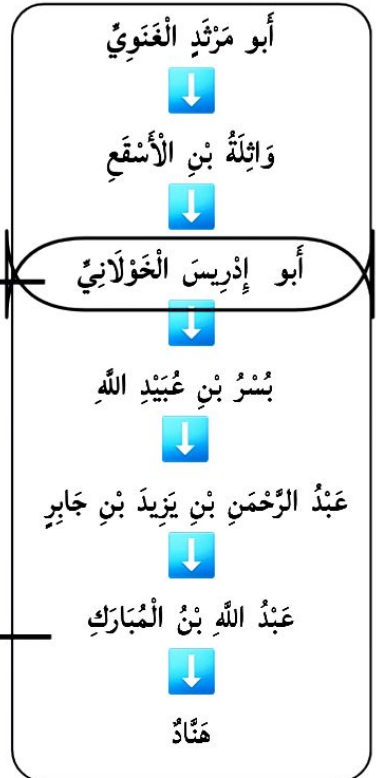 أَبو مَرْثَدٍ الْغَنَوِيِّ
وَاثِلَةُ بْنِ الْأَسْقَعِ
أَبو إِدْرِيسَ الْخَوْلَانِيِّ
بُسْرُ بْنِ عُبَيْدِ اللَّهِ
عَبْدُ الرَّحْمَنِ بْنِ يَزِيدَ بْنِ جَابِرٍ
عَبْدُ اللَّهِ بْنُ الْمُبَارَكِ
هَنَّادٌ